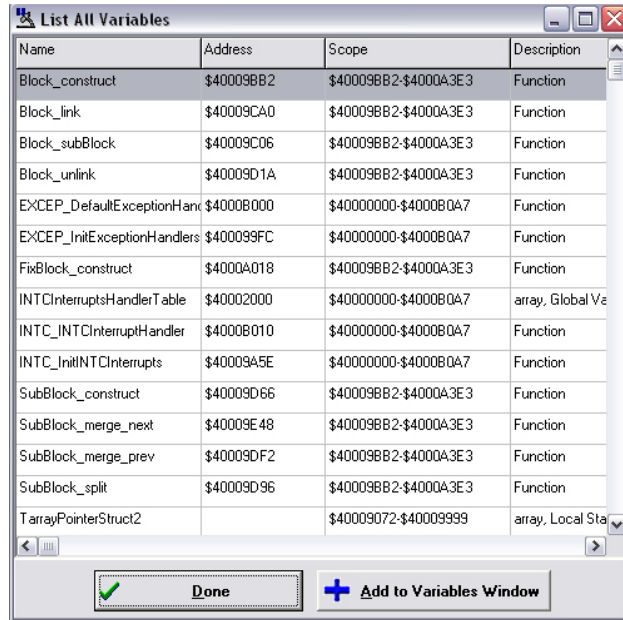 List All Variables
Name Address Scope Description
Block_construct $40009BB2 $40009BB2-$4000A3E3 Function
Block_link $40009CA0 $40009BB2-$4000A3E3 Function
Block_subBlock $40009C06 $40009BB2-$4000A3E3 Function
Block_unlink $40009D1A $40009BB2-$4000A3E3 Function
EXCEP_DefaultExceptionHan $4000B000 $40000000-$4000B0A7 Function
EXCEP_InitExceptionHandlers $400099FC $40000000-$4000B0A7 Function
FixBlock_construct $4000A018 $40009BB2-$4000A3E3 Function
INTCInterruptsHandlerTable $40002000 $40000000-$4000B0A7 array, Global Va
INTC_INTCInterruptHandler $4000B010 $40000000-$4000B0A7 Function
INTC_InitINTCInterrupts $40009A5E $40000000-$4000B0A7 Function
SubBlock_construct $40009D66 $40009BB2-$4000A3E3 Function
SubBlock_merge_next $40009E48 $40009BB2-$4000A3E3 Function
SubBlock_merge_prev $40009DF2 $40009BB2-$4000A3E3 Function
SubBlock_split $40009D96 $40009BB2-$4000A3E3 Function
TarrayPointerStruct2 $40009072-$40009999 array, Local Sta
Done Add to Variables Window